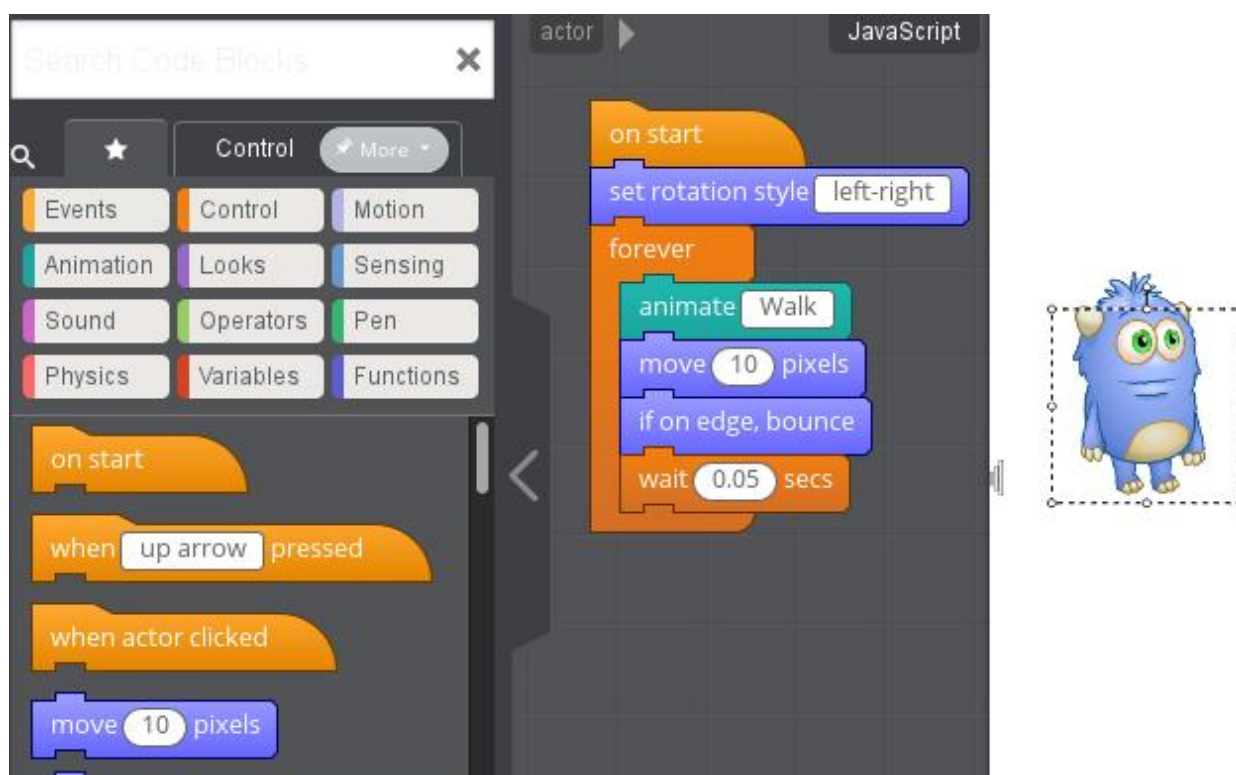 Search Code Blocks
Control More
Events Control Motion
Animation Looks Sensing
Sound Operators Pen
Physics Variables Functions
on start
when up arrow pressed
when actor clicked
move 10 pixels
actor JavaScript
on start
set rotation style left-right
forever
animate Walk
move 10 pixels
if on edge, bounce
wait 0.05 secs